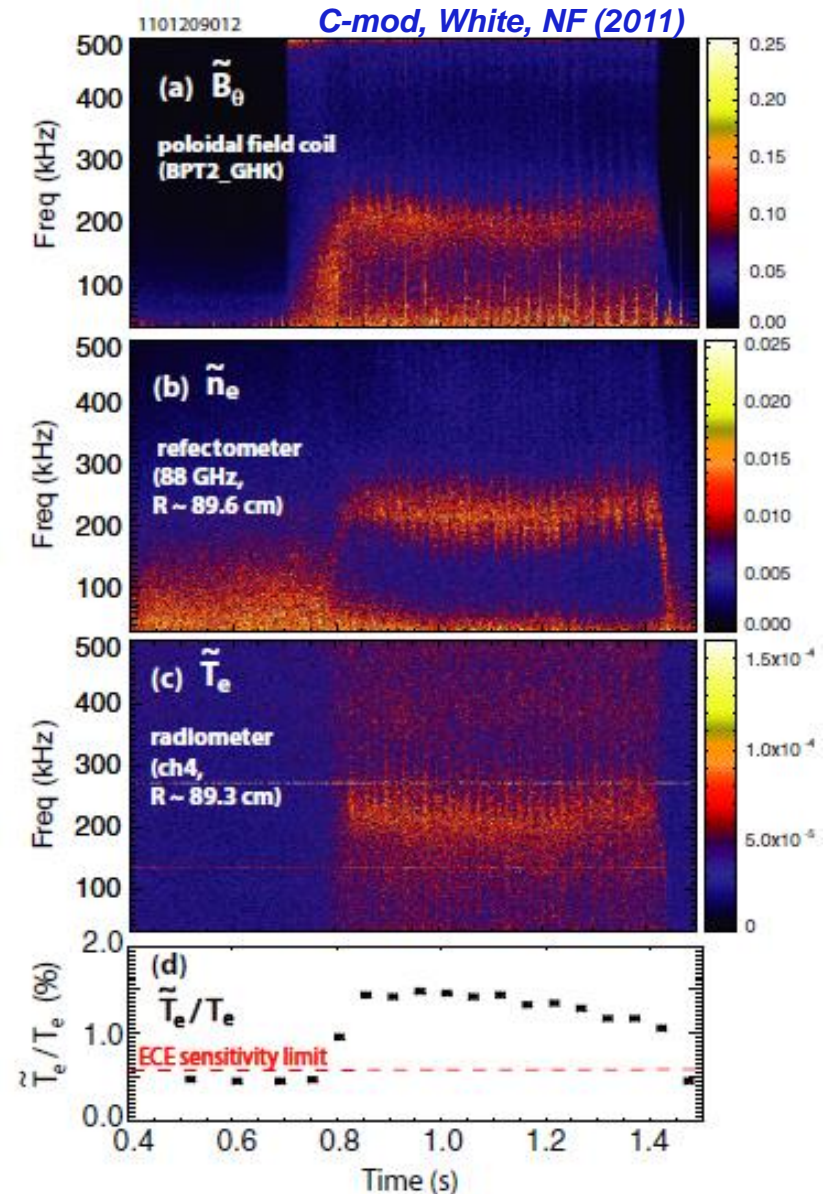 1101209012
C-mod, White, NF (2011)
500
400
300
200
100
Freq (kHz)
(a) B̃θ
poloidal field coil
(BPT2_GHK)
0.25
0.20
0.15
0.10
0.05
0.00
500
400
300
200
100
Freq (kHz)
(b) ñe
refectometer
(88 GHz,
R ~ 89.6 cm)
0.025
0.020
0.015
0.010
0.005
0.000
500
400
300
200
100
Freq (kHz)
(c) T̃e
radiometer
(ch4,
R ~ 89.3 cm)
1.5x10⁻⁴
1.0x10⁻⁴
5.0x10⁻⁵
0
2.0
1.0
0.0
T̃e / Te (%)
(d)
T̃e / Te
ECE sensitivity limit
0.4 0.6 0.8 1.0 1.2 1.4
Time (s)